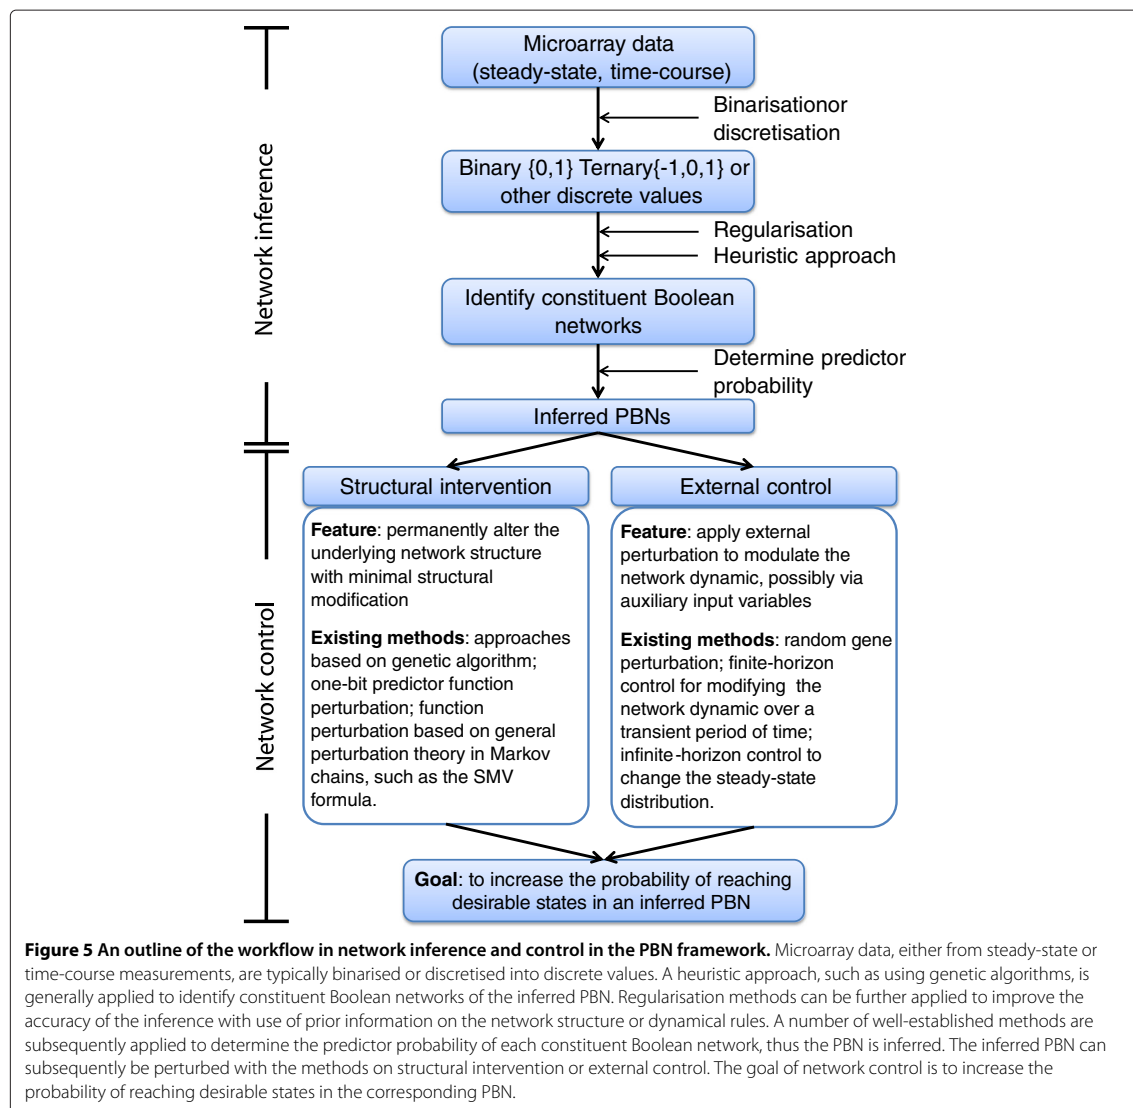 Network inference
Microarray data
(steady-state, time-course)
Binarisationor
discretisation
Binary {0,1} Ternary{-1,0,1} or
other discrete values
Regularisation
Heuristic approach
Identify constituent Boolean
networks
Determine predictor
probability
Inferred PBNs
Network control
Structural intervention
Feature: permanently alter the
underlying network structure
with minimal structural
modification
Existing methods: approaches
based on genetic algorithm;
one-bit predictor function
perturbation; function
perturbation based on general
perturbation theory in Markov
chains, such as the SMV
formula.
External control
Feature: apply external
perturbation to modulate the
network dynamic, possibly via
auxiliary input variables
Existing methods: random gene
perturbation; finite-horizon
control for modifying the
network dynamic over a
transient period of time;
infinite-horizon control to
change the steady-state
distribution.
Goal: to increase the probability of reaching
desirable states in an inferred PBN
Figure 5 An outline of the workflow in network inference and control in the PBN framework. Microarray data, either from steady-state or
time-course measurements, are typically binarised or discretised into discrete values. A heuristic approach, such as using genetic algorithms, is
generally applied to identify constituent Boolean networks of the inferred PBN. Regularisation methods can be further applied to improve the
accuracy of the inference with use of prior information on the network structure or dynamical rules. A number of well-established methods are
subsequently applied to determine the predictor probability of each constituent Boolean network, thus the PBN is inferred. The inferred PBN can
subsequently be perturbed with the methods on structural intervention or external control. The goal of network control is to increase the
probability of reaching desirable states in the corresponding PBN.